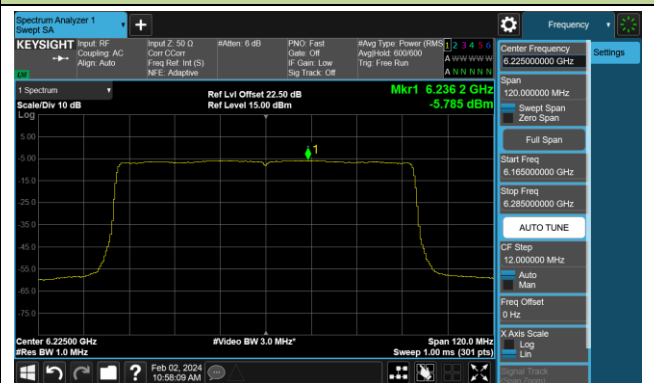 Spectrum Analyzer 1
Swept SA
+
Frequency
KEYSIGHT
Input: RF
Coupling: AC
Align: Auto
Input Z: 50 Ω
Corr CCorr
Freq Ref: Int (S)
NFE: Adaptive
#Atten: 6 dB
PNO: Fast
Gate: Off
IF Gain: Low
Sig Track: Off
#Avg Type: Power (RMS
Avg|Hold: 600/600
Trig: Free Run
1 2 3 4 5 6
A W W W W W
A N N N N N
1 Spectrum
Scale/Div 10 dB
Log
Ref Lvl Offset 22.50 dB
Ref Level 15.00 dBm
Mkr1 6.236 2 GHz
-5.785 dBm
1
5.00
-5.00
-15.0
-25.0
-35.0
-45.0
-55.0
-65.0
-75.0
Center 6.22500 GHz
#Res BW 1.0 MHz
#Video BW 3.0 MHz*
Span 120.0 MHz
Sweep 1.00 ms (301 pts)
Center Frequency
6.225000000 GHz
Settings
Span
120.000000 MHz
Swept Span
Zero Span
Full Span
Start Freq
6.165000000 GHz
Stop Freq
6.285000000 GHz
AUTO TUNE
CF Step
12.000000 MHz
Auto
Man
Freq Offset
0 Hz
X Axis Scale
Log
Lin
Signal Track
?
Feb 02, 2024
10:58:09 AM